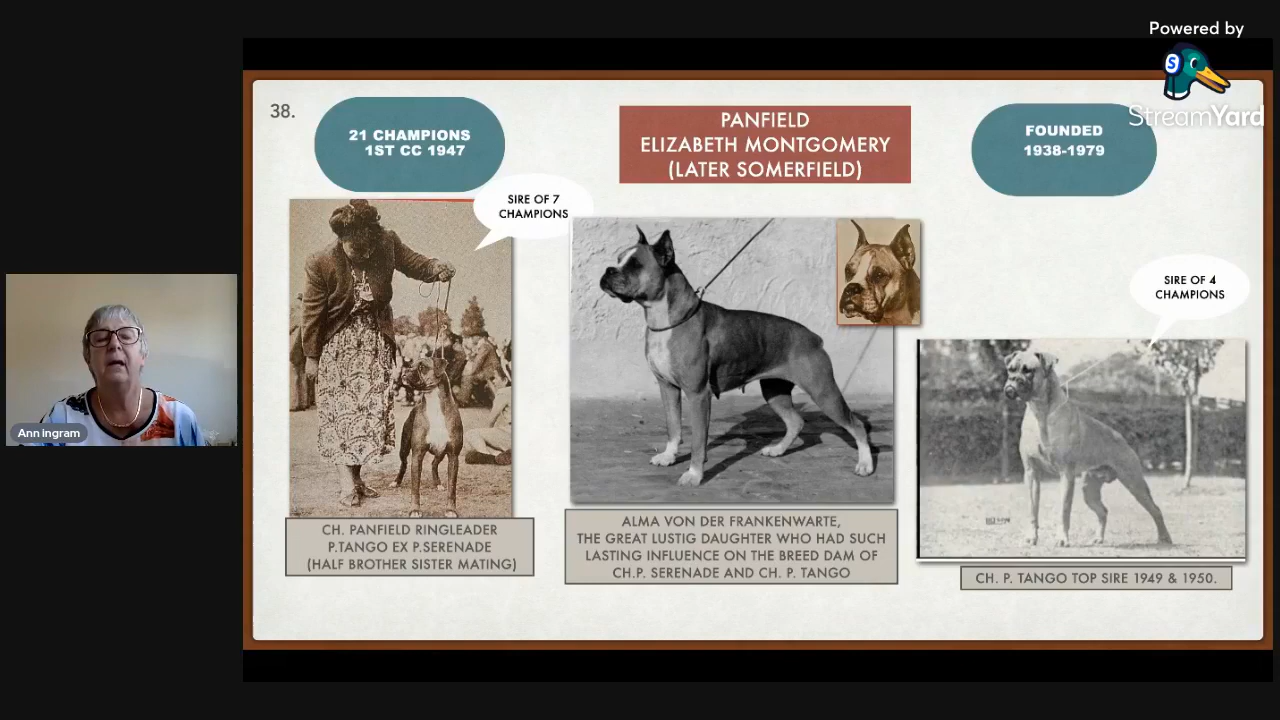 Powered by
StreamYard
38.
21 CHAMPIONS
1ST CC 1947
PANFIELD
ELIZABETH MONTGOMERY
(LATER SOMERFIELD)
FOUNDED
1938-1979
SIRE OF 7
CHAMPIONS
SIRE OF 4
CHAMPIONS
Ann Ingram
CH. PANFIELD RINGLEADER
P.TANGO EX P.SERENADE
(HALF BROTHER SISTER MATING)
ALMA VON DER FRANKENWARTE,
THE GREAT LUSTIG DAUGHTER WHO HAD SUCH
LASTING INFLUENCE ON THE BREED DAM OF
CH.P. SERENADE AND CH. P. TANGO
CH. P. TANGO TOP SIRE 1949 & 1950.